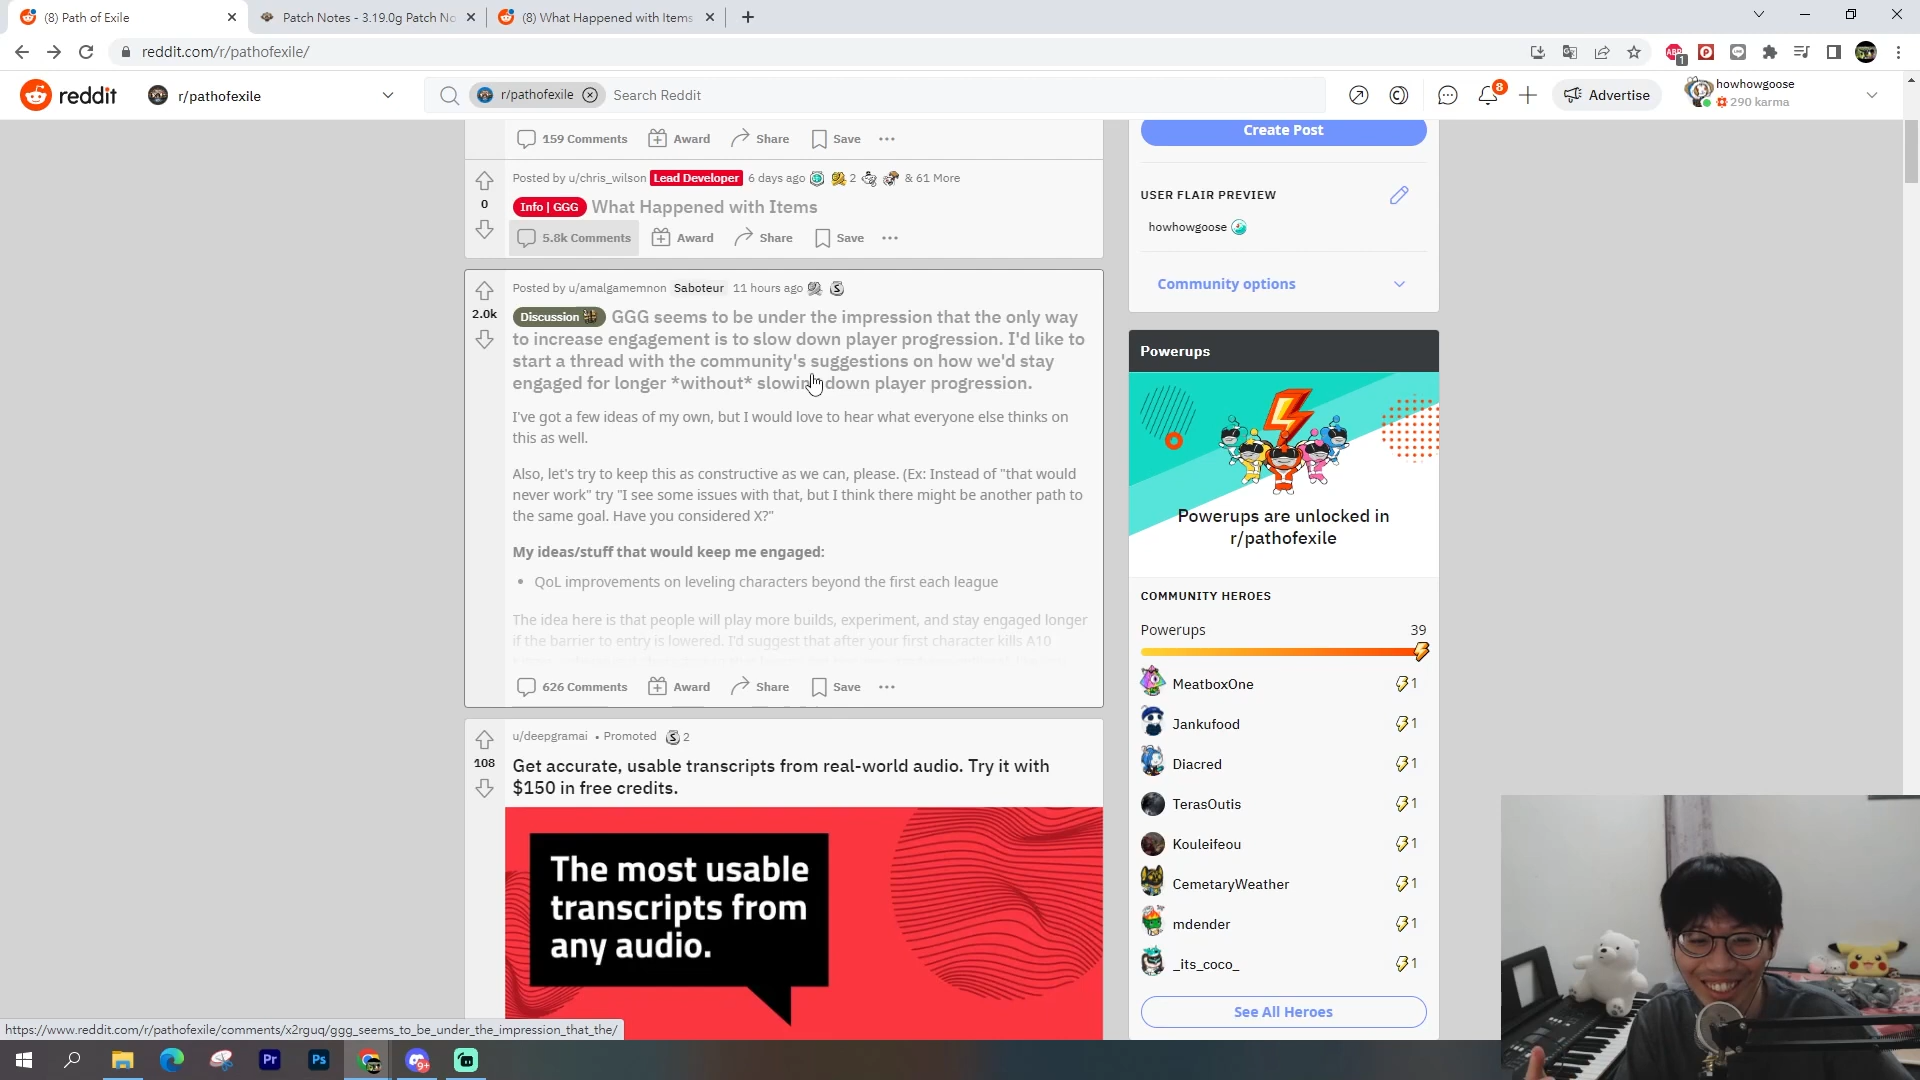 (8) Path of Exile
Patch Notes - 3.19.0g Patch No
(8) What Happened with Items
reddit.com/r/pathofexile/
ABP
1
reddit
r/pathofexile
r/pathofexile
Search Reddit
8
Advertise
howhowgoose
290 karma
159 Comments
Award
Share
Save
Posted by u/chris_wilson Lead Developer 6 days ago 2 & 61 More
0
Info | GGG What Happened with Items
5.8k Comments
Award
Share
Save
Posted by u/amalgamemnon Saboteur 11 hours ago
2.0k
Discussion GGG seems to be under the impression that the only way
to increase engagement is to slow down player progression. I'd like to
start a thread with the community's suggestions on how we'd stay
engaged for longer *without* slowing down player progression.
I've got a few ideas of my own, but I would love to hear what everyone else thinks on
this as well.
Also, let's try to keep this as constructive as we can, please. (Ex: Instead of "that would
never work" try "I see some issues with that, but I think there might be another path to
the same goal. Have you considered X?"
My ideas/stuff that would keep me engaged:
• QoL improvements on leveling characters beyond the first each league
The idea here is that people will play more builds, experiment, and stay engaged longer
if the barrier to entry is lowered. I'd suggest that after your first character kills A10
626 Comments
Award
Share
Save
u/deepgramai • Promoted 2
108
Get accurate, usable transcripts from real-world audio. Try it with
$150 in free credits.
The most usable
transcripts from
any audio.
Create Post
USER FLAIR PREVIEW
howhowgoose
Community options
Powerups
Powerups are unlocked in
r/pathofexile
COMMUNITY HEROES
Powerups 39
MeatboxOne 1
Jankufood 1
Diacred 1
TerasOutis 1
Kouleifeou 1
CemetaryWeather 1
mdender 1
_its_coco_ 1
See All Heroes
https://www.reddit.com/r/pathofexile/comments/x2rguq/ggg_seems_to_be_under_the_impression_that_the/
Pr
Ps
9+